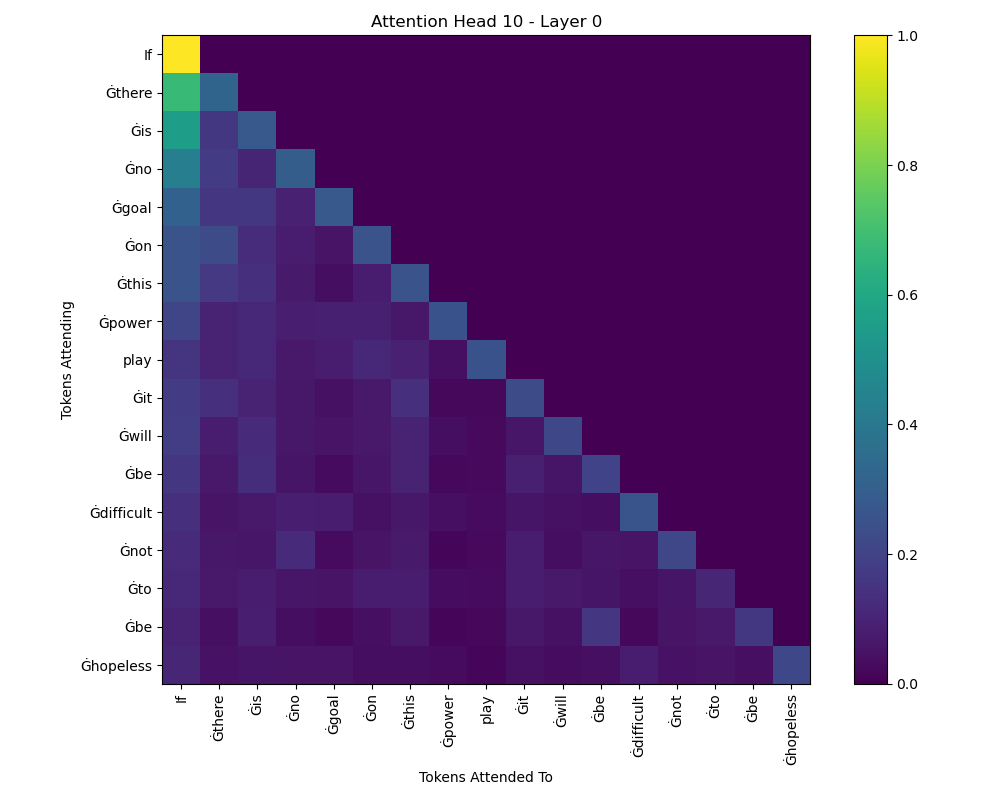 Attention Head 10 - Layer 0
Tokens Attending
If
Ġthere
Ġis
Ġno
Ġgoal
Ġon
Ġthis
Ġpower
play
Ġit
Ġwill
Ġbe
Ġdifficult
Ġnot
Ġto
Ġbe
Ġhopeless
If
Ġthere
Ġis
Ġno
Ġgoal
Ġon
Ġthis
Ġpower
play
Ġit
Ġwill
Ġbe
Ġdifficult
Ġnot
Ġto
Ġbe
Ġhopeless
Tokens Attended To
1.0
0.8
0.6
0.4
0.2
0.0